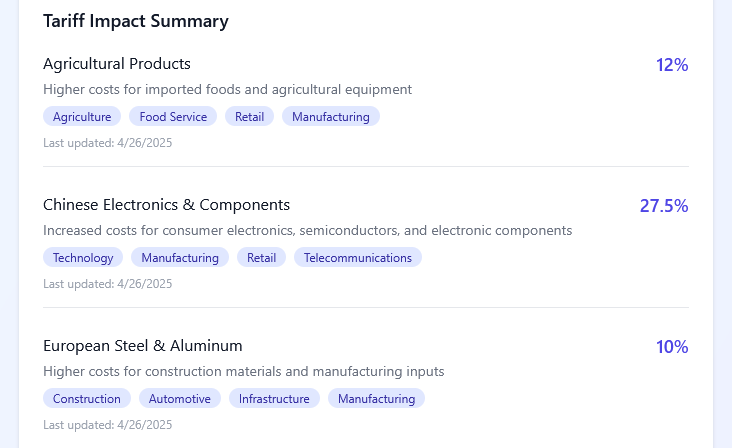 Tariff Impact Summary
Agricultural Products 12%
Higher costs for imported foods and agricultural equipment
Agriculture Food Service Retail Manufacturing
Last updated: 4/26/2025
Chinese Electronics & Components 27.5%
Increased costs for consumer electronics, semiconductors, and electronic components
Technology Manufacturing Retail Telecommunications
Last updated: 4/26/2025
European Steel & Aluminum 10%
Higher costs for construction materials and manufacturing inputs
Construction Automotive Infrastructure Manufacturing
Last updated: 4/26/2025